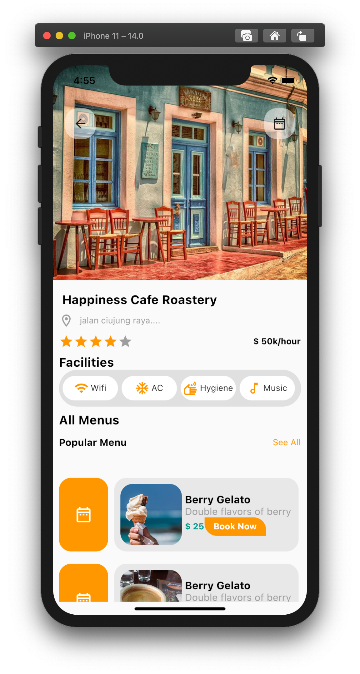 iPhone 11 – 14.0
4:55
Happiness Cafe Roastery
jalan ciujung raya....
$ 50k/hour
Facilities
Wifi
AC
Hygiene
Music
All Menus
Popular Menu
See All
Berry Gelato
Double flavors of berry
$ 25
Book Now
Berry Gelato
Double flavors of berry